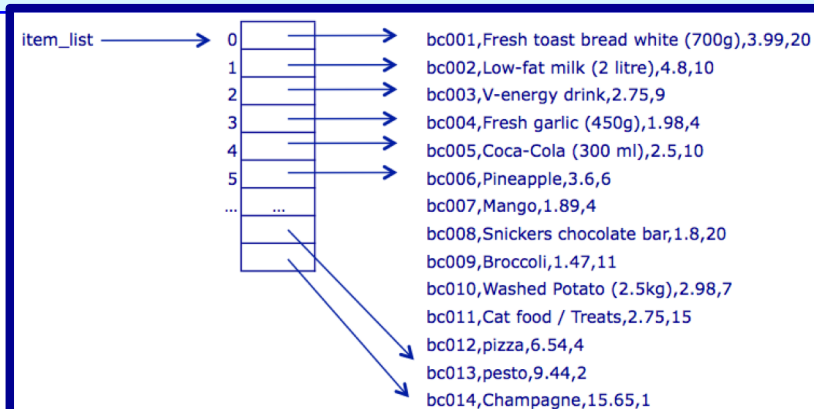 item_list
0
1
2
3
4
5
...
...
bc001,Fresh toast bread white (700g),3.99,20
bc002,Low-fat milk (2 litre),4.8,10
bc003,V-energy drink,2.75,9
bc004,Fresh garlic (450g),1.98,4
bc005,Coca-Cola (300 ml),2.5,10
bc006,Pineapple,3.6,6
bc007,Mango,1.89,4
bc008,Snickers chocolate bar,1.8,20
bc009,Broccoli,1.47,11
bc010,Washed Potato (2.5kg),2.98,7
bc011,Cat food / Treats,2.75,15
bc012,pizza,6.54,4
bc013,pesto,9.44,2
bc014,Champagne,15.65,1